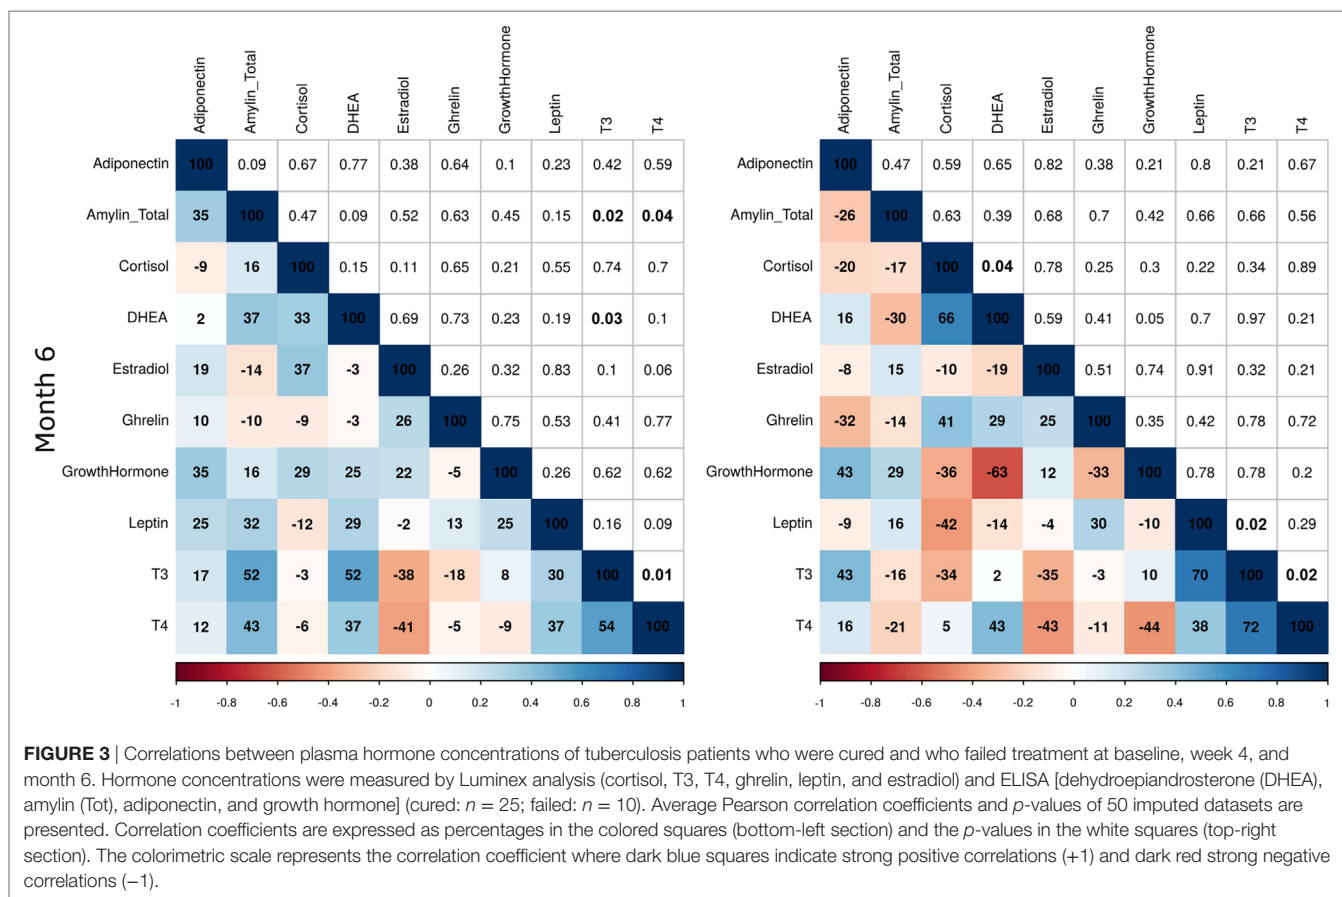 Adiponectin Amylin_Total Cortisol DHEA Estradiol Ghrelin GrowthHormone Leptin T3 T4
Adiponectin 100 0.09 0.67 0.77 0.38 0.64 0.1 0.23 0.42 0.59
Amylin_Total 35 100 0.47 0.09 0.52 0.63 0.45 0.15 0.02 0.04
Cortisol -9 16 100 0.15 0.11 0.65 0.21 0.55 0.74 0.7
DHEA 2 37 33 100 0.69 0.73 0.23 0.19 0.03 0.1
Estradiol 19 -14 37 -3 100 0.26 0.32 0.83 0.1 0.06
Ghrelin 10 -10 -9 -3 26 100 0.75 0.53 0.41 0.77
GrowthHormone 35 16 29 25 22 -5 100 0.26 0.62 0.62
Leptin 25 32 -12 29 -2 13 25 100 0.16 0.09
T3 17 52 -3 52 -38 -18 8 30 100 0.01
T4 12 43 -6 37 -41 -5 -9 37 54 100
-1 -0.8 -0.6 -0.4 -0.2 0 0.2 0.4 0.6 0.8 1
Month 6
Adiponectin Amylin_Total Cortisol DHEA Estradiol Ghrelin GrowthHormone Leptin T3 T4
Adiponectin 100 0.47 0.59 0.65 0.82 0.38 0.21 0.8 0.21 0.67
Amylin_Total -26 100 0.63 0.39 0.68 0.7 0.42 0.66 0.66 0.56
Cortisol -20 -17 100 0.04 0.78 0.25 0.3 0.22 0.34 0.89
DHEA 16 -30 66 100 0.59 0.41 0.05 0.7 0.97 0.21
Estradiol -8 15 -10 -19 100 0.51 0.74 0.91 0.32 0.21
Ghrelin -32 -14 41 29 25 100 0.35 0.42 0.78 0.72
GrowthHormone 43 29 -36 -63 12 -33 100 0.78 0.78 0.2
Leptin -9 16 -42 -14 -4 30 -10 100 0.02 0.29
T3 43 -16 -34 2 -35 -3 10 70 100 0.02
T4 16 -21 5 43 -43 -11 -44 38 72 100
-1 -0.8 -0.6 -0.4 -0.2 0 0.2 0.4 0.6 0.8 1
FIGURE 3 | Correlations between plasma hormone concentrations of tuberculosis patients who were cured and who failed treatment at baseline, week 4, and
month 6. Hormone concentrations were measured by Luminex analysis (cortisol, T3, T4, ghrelin, leptin, and estradiol) and ELISA [dehydroepiandrosterone (DHEA),
amylin (Tot), adiponectin, and growth hormone] (cured: n = 25; failed: n = 10). Average Pearson correlation coefficients and p-values of 50 imputed datasets are
presented. Correlation coefficients are expressed as percentages in the colored squares (bottom-left section) and the p-values in the white squares (top-right
section). The colorimetric scale represents the correlation coefficient where dark blue squares indicate strong positive correlations (+1) and dark red strong negative
correlations (−1).